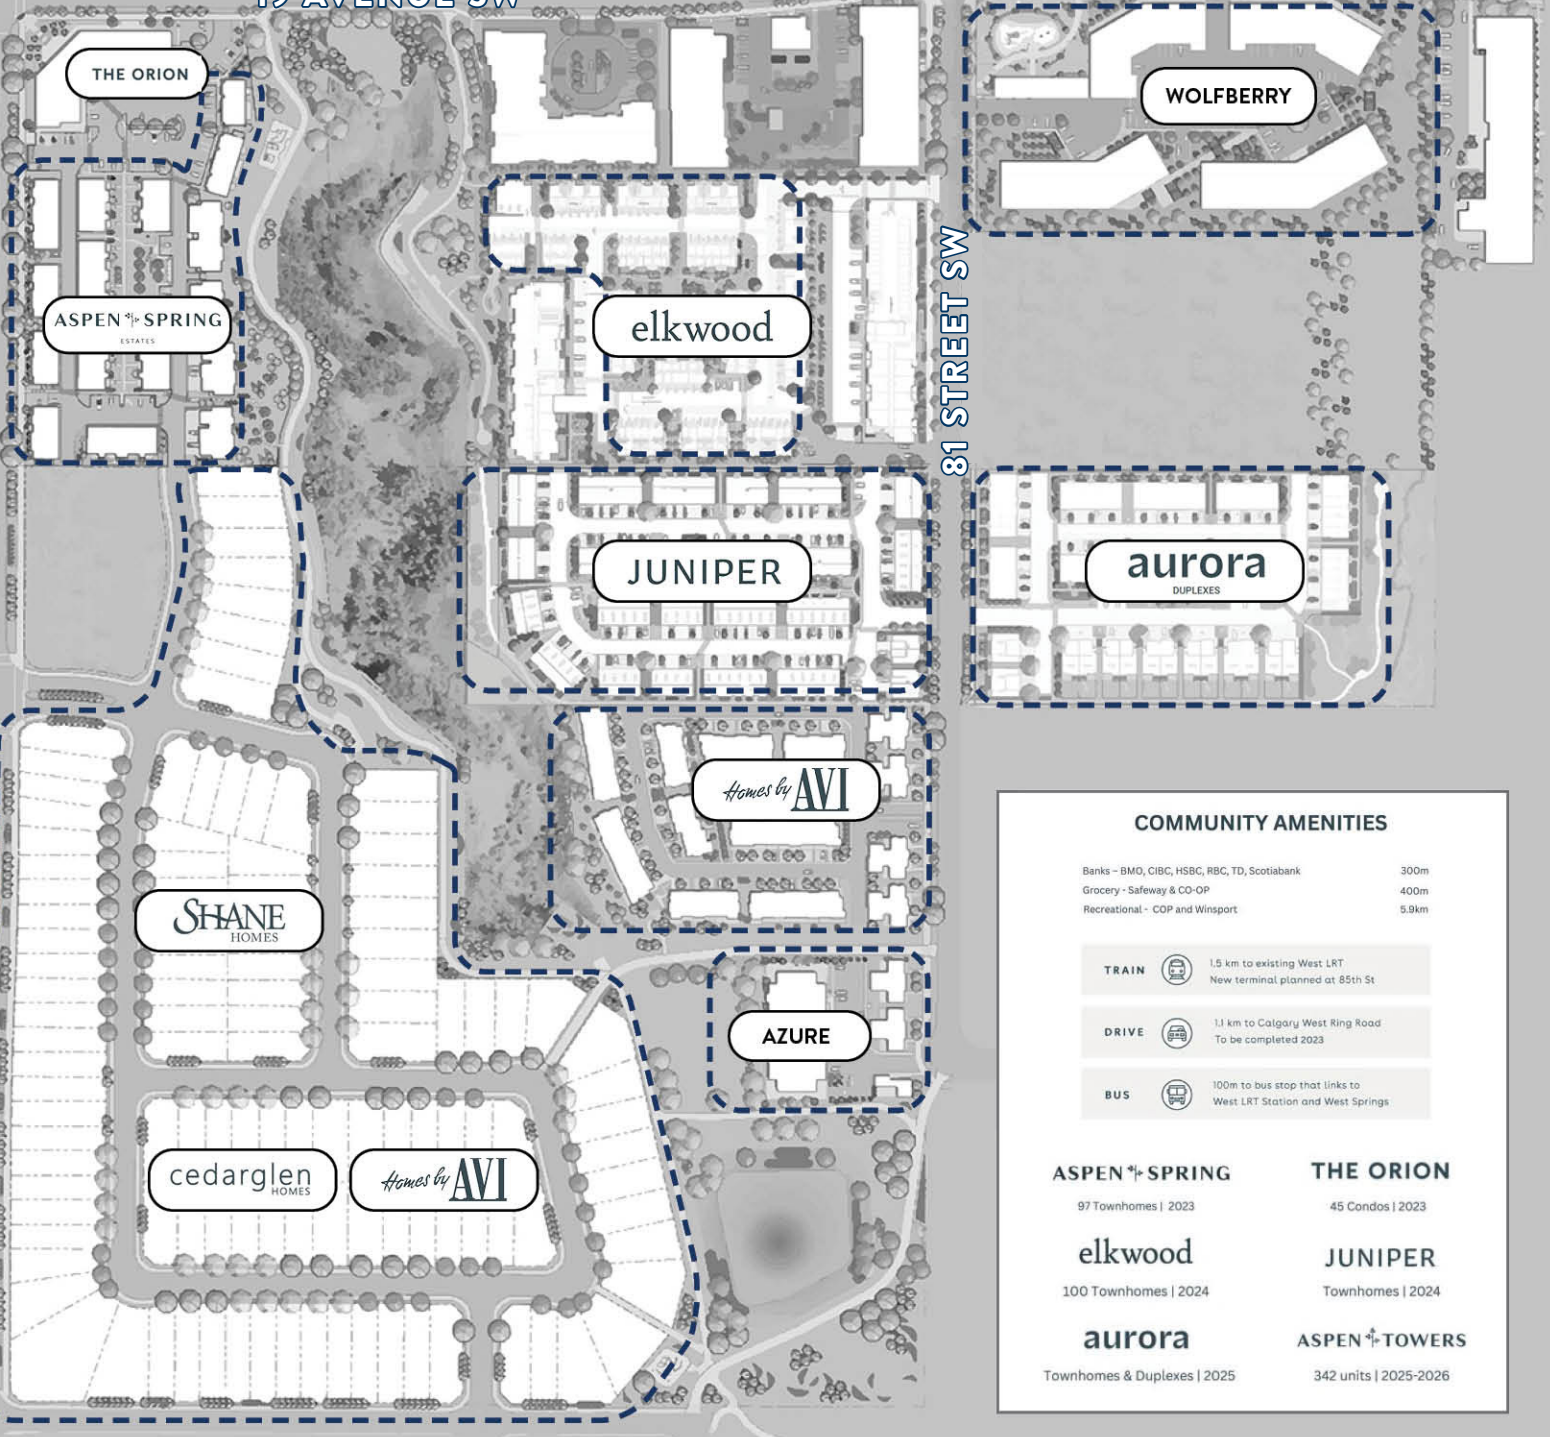 19 AVENUE SW
THE ORION
WOLFBERRY
ASPEN SPRING
ESTATES
elkwood
81 STREET SW
JUNIPER
aurora
DUPLEXES
Homes by AVI
SHANE
HOMES
AZURE
cedarglen
HOMES
Homes by AVI
COMMUNITY AMENITIES
Banks – BMO, CIBC, HSBC, RBC, TD, Scotiabank 300m
Grocery - Safeway & CO-OP 400m
Recreational - COP and Winsport 5.9km
TRAIN
1.5 km to existing West LRT
New terminal planned at 85th St
DRIVE
1.1 km to Calgary West Ring Road
To be completed 2023
BUS
100m to bus stop that links to
West LRT Station and West Springs
ASPEN SPRING
97 Townhomes | 2023
THE ORION
45 Condos | 2023
elkwood
100 Townhomes | 2024
JUNIPER
Townhomes | 2024
aurora
Townhomes & Duplexes | 2025
ASPEN TOWERS
342 units | 2025-2026